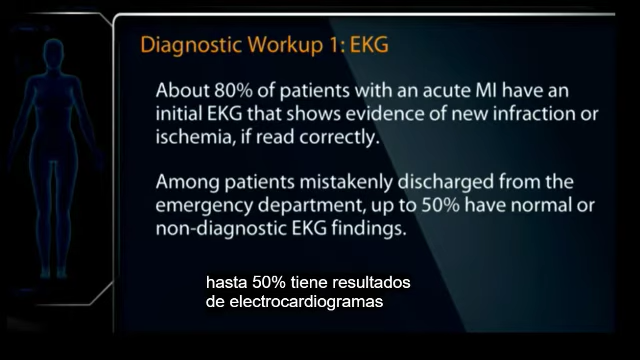 Diagnostic Workup 1: EKG
About 80% of patients with an acute MI have an
initial EKG that shows evidence of new infraction or
ischemia, if read correctly.
Among patients mistakenly discharged from the
emergency department, up to 50% have normal or
non-diagnostic EKG findings.
hasta 50% tiene resultados
de electrocardiogramas